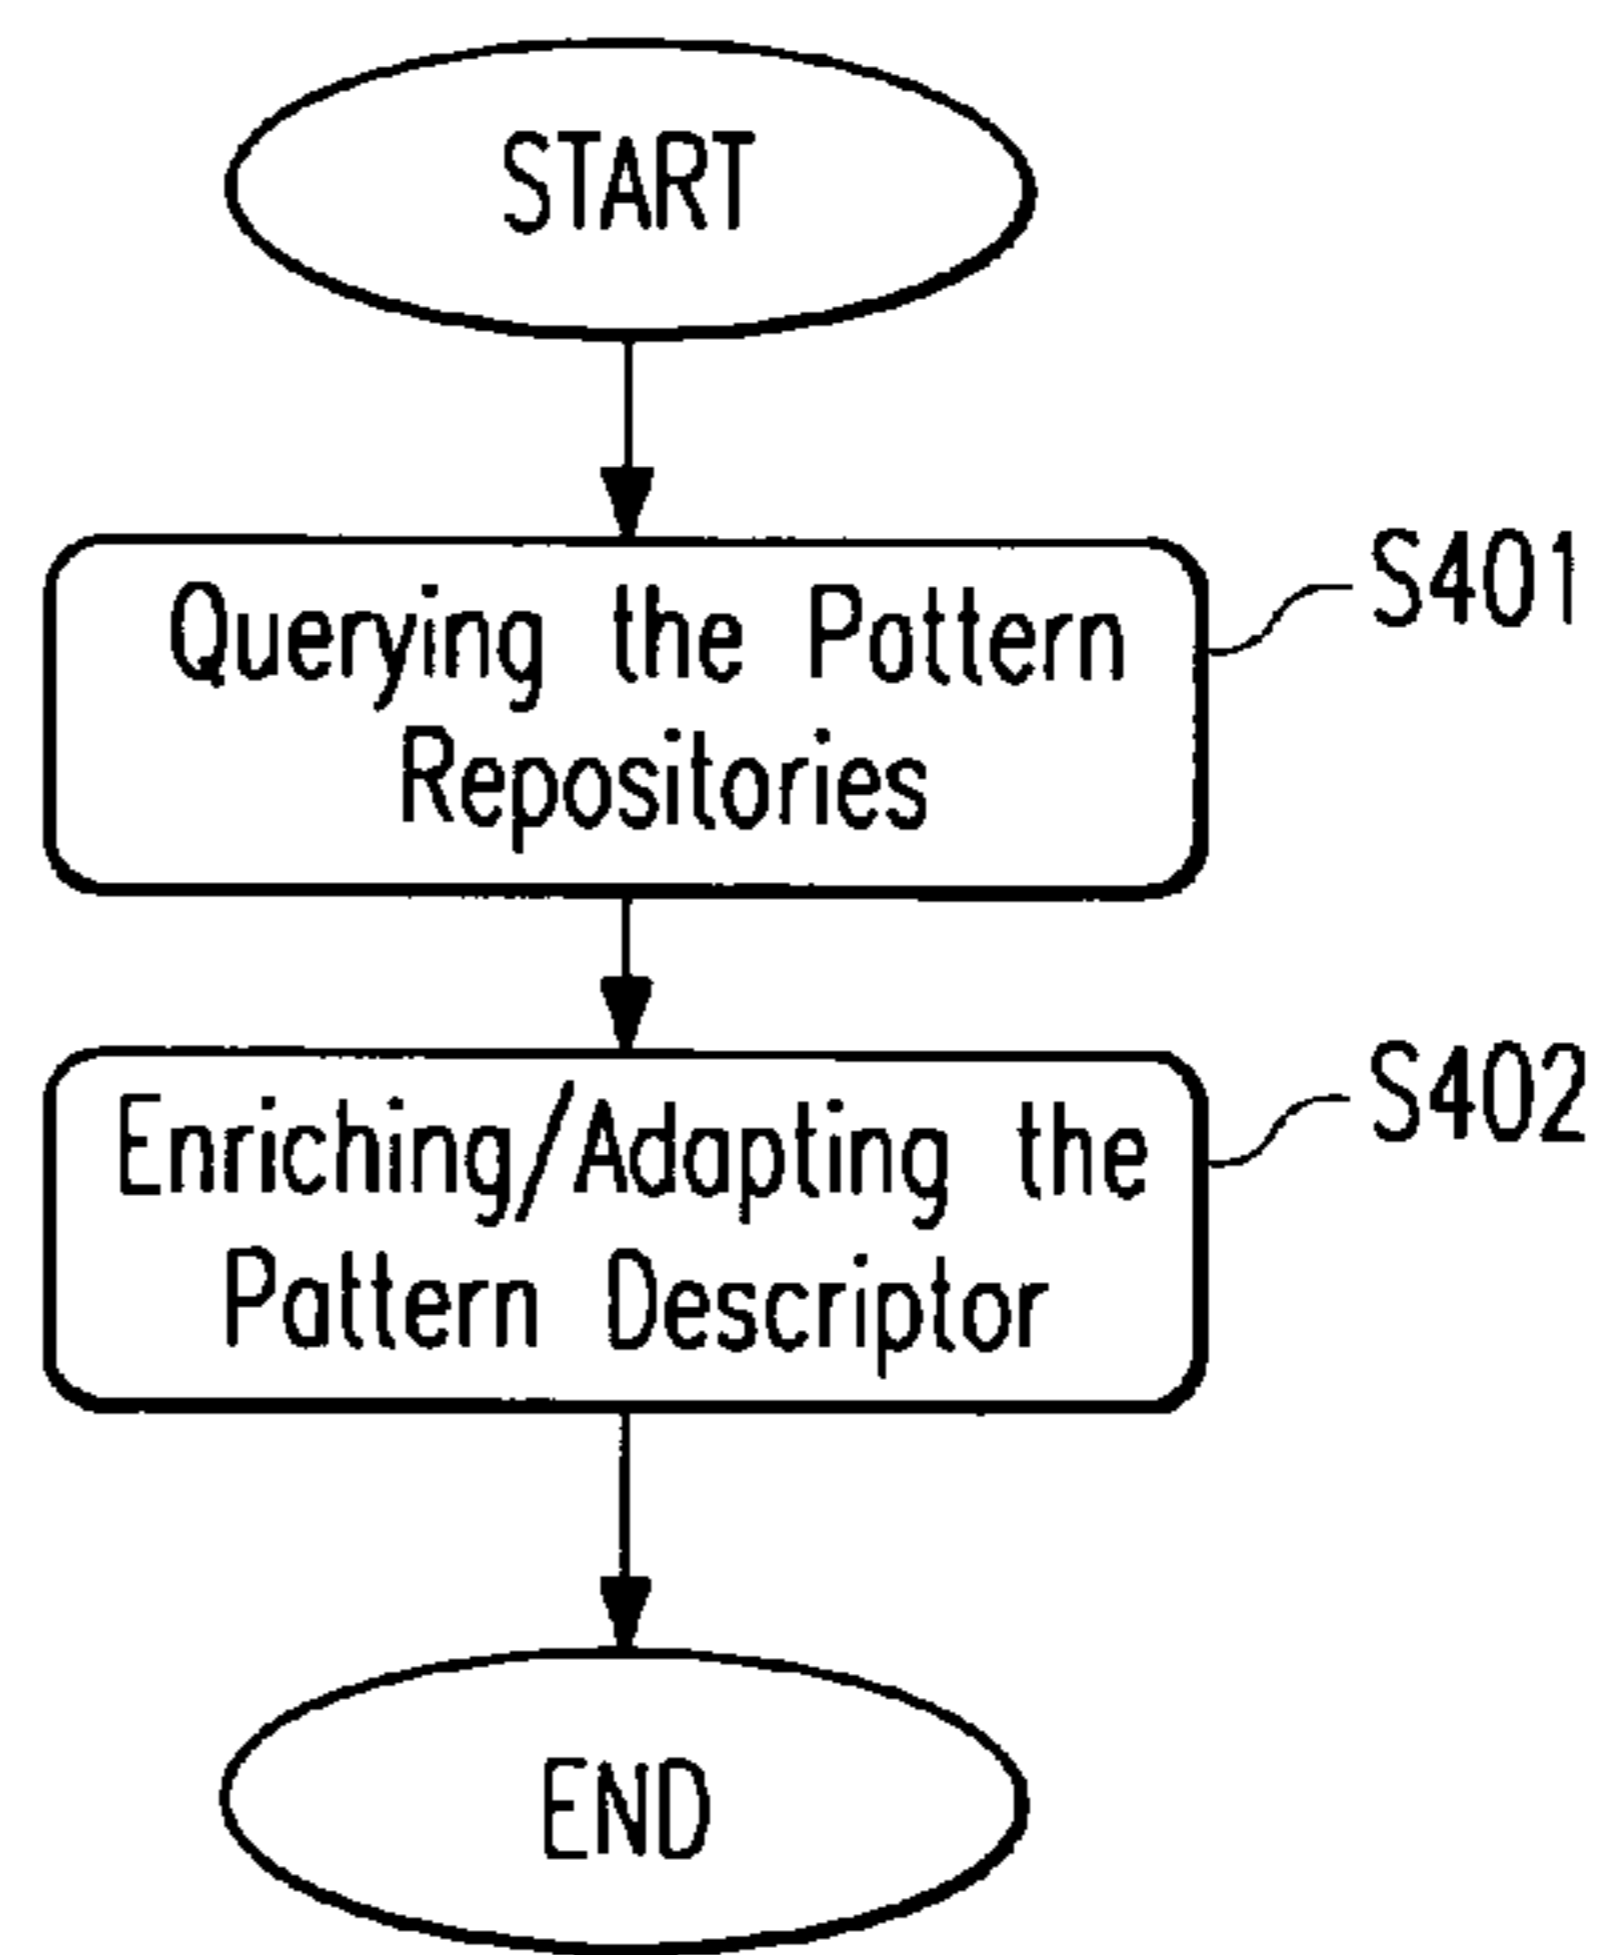 START
Querying the Pattern
Repositories
S401
Enriching/Adapting the
Pattern Descriptor
S402
END